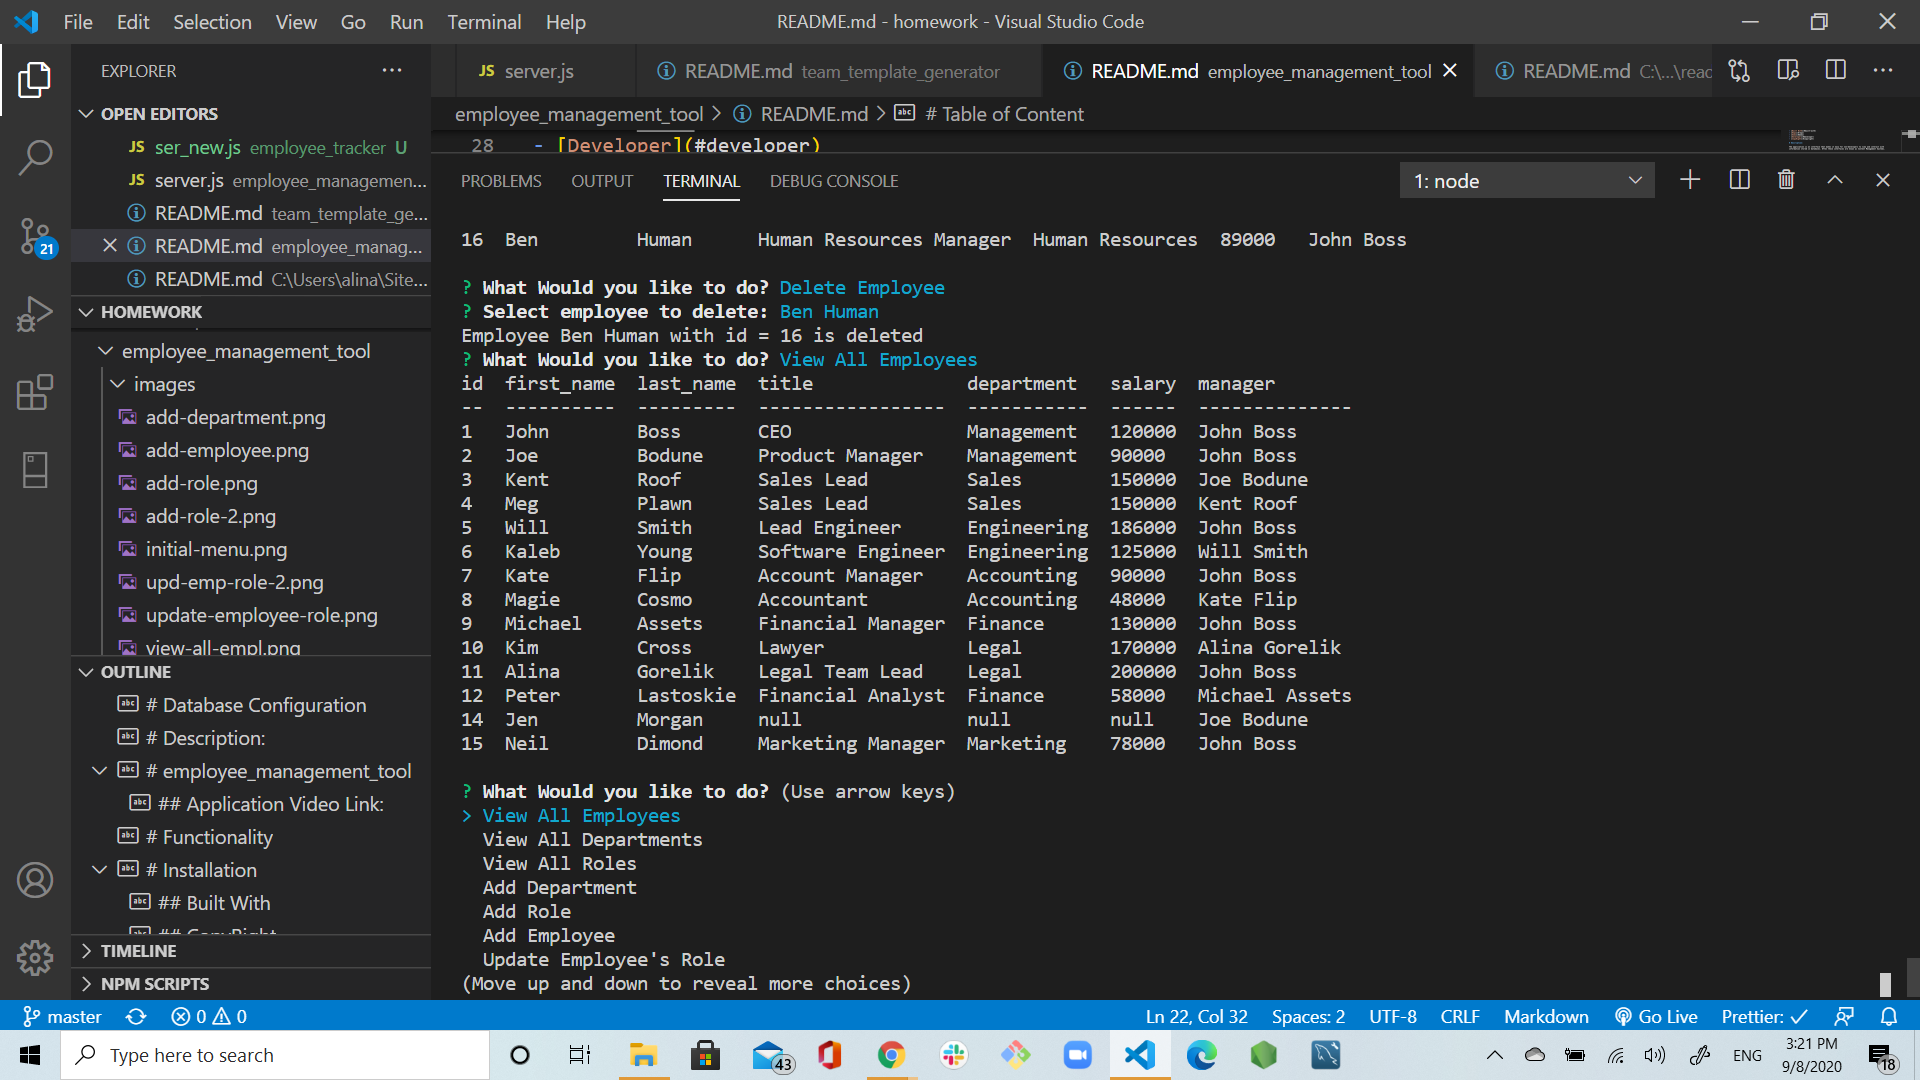 File Edit Selection View Go Run Terminal Help README.md - homework - Visual Studio Code
EXPLORER
OPEN EDITORS
JS ser_new.js employee_tracker U
JS server.js employee_managemen...
README.md team_template_ge...
README.md employee_manag...
README.md C:\Users\alina\Site...
21
HOMEWORK
employee_management_tool
images
add-department.png
add-employee.png
add-role.png
add-role-2.png
initial-menu.png
upd-emp-role-2.png
update-employee-role.png
view-all-empl.png
OUTLINE
# Database Configuration
# Description:
# employee_management_tool
## Application Video Link:
# Functionality
# Installation
## Built With
## CopyRight
TIMELINE
NPM SCRIPTS
JS server.js README.md team_template_generator README.md employee_management_tool README.md C:\...\reac
employee_management_tool > README.md > # Table of Content
28 - [Developer](#developer)
PROBLEMS OUTPUT TERMINAL DEBUG CONSOLE 1: node
16 Ben Human Human Resources Manager Human Resources 89000 John Boss
? What Would you like to do? Delete Employee
? Select employee to delete: Ben Human
Employee Ben Human with id = 16 is deleted
? What Would you like to do? View All Employees
id first_name last_name title department salary manager
-- ---------- --------- ----------------- ----------- ------ --------------
1 John Boss CEO Management 120000 John Boss
2 Joe Bodune Product Manager Management 90000 John Boss
3 Kent Roof Sales Lead Sales 150000 Joe Bodune
4 Meg Plawn Sales Lead Sales 150000 Kent Roof
5 Will Smith Lead Engineer Engineering 186000 John Boss
6 Kaleb Young Software Engineer Engineering 125000 Will Smith
7 Kate Flip Account Manager Accounting 90000 John Boss
8 Magie Cosmo Accountant Accounting 48000 Kate Flip
9 Michael Assets Financial Manager Finance 130000 John Boss
10 Kim Cross Lawyer Legal 170000 Alina Gorelik
11 Alina Gorelik Legal Team Lead Legal 200000 John Boss
12 Peter Lastoskie Financial Analyst Finance 58000 Michael Assets
14 Jen Morgan null null null Joe Bodune
15 Neil Dimond Marketing Manager Marketing 78000 John Boss
? What Would you like to do? (Use arrow keys)
> View All Employees
View All Departments
View All Roles
Add Department
Add Role
Add Employee
Update Employee's Role
(Move up and down to reveal more choices)
master 0 0 Ln 22, Col 32 Spaces: 2 UTF-8 CRLF Markdown Go Live Prettier: ✓
Type here to search 43 ENG 3:21 PM
9/8/2020 18